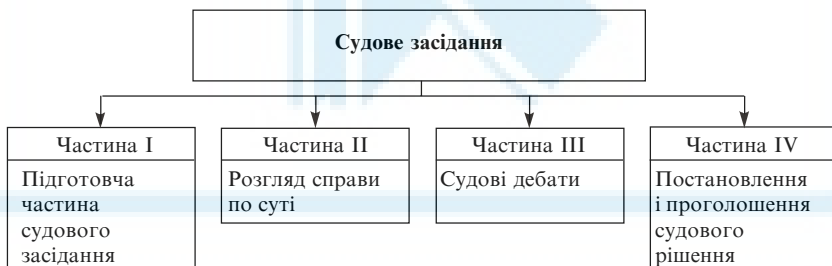 Судове засідання
Частина I
Підготовча
частина
судового
засідання
Частина II
Розгляд справи
по суті
Частина III
Судові дебати
Частина IV
Постановлення
і проголошення
судового
рішення